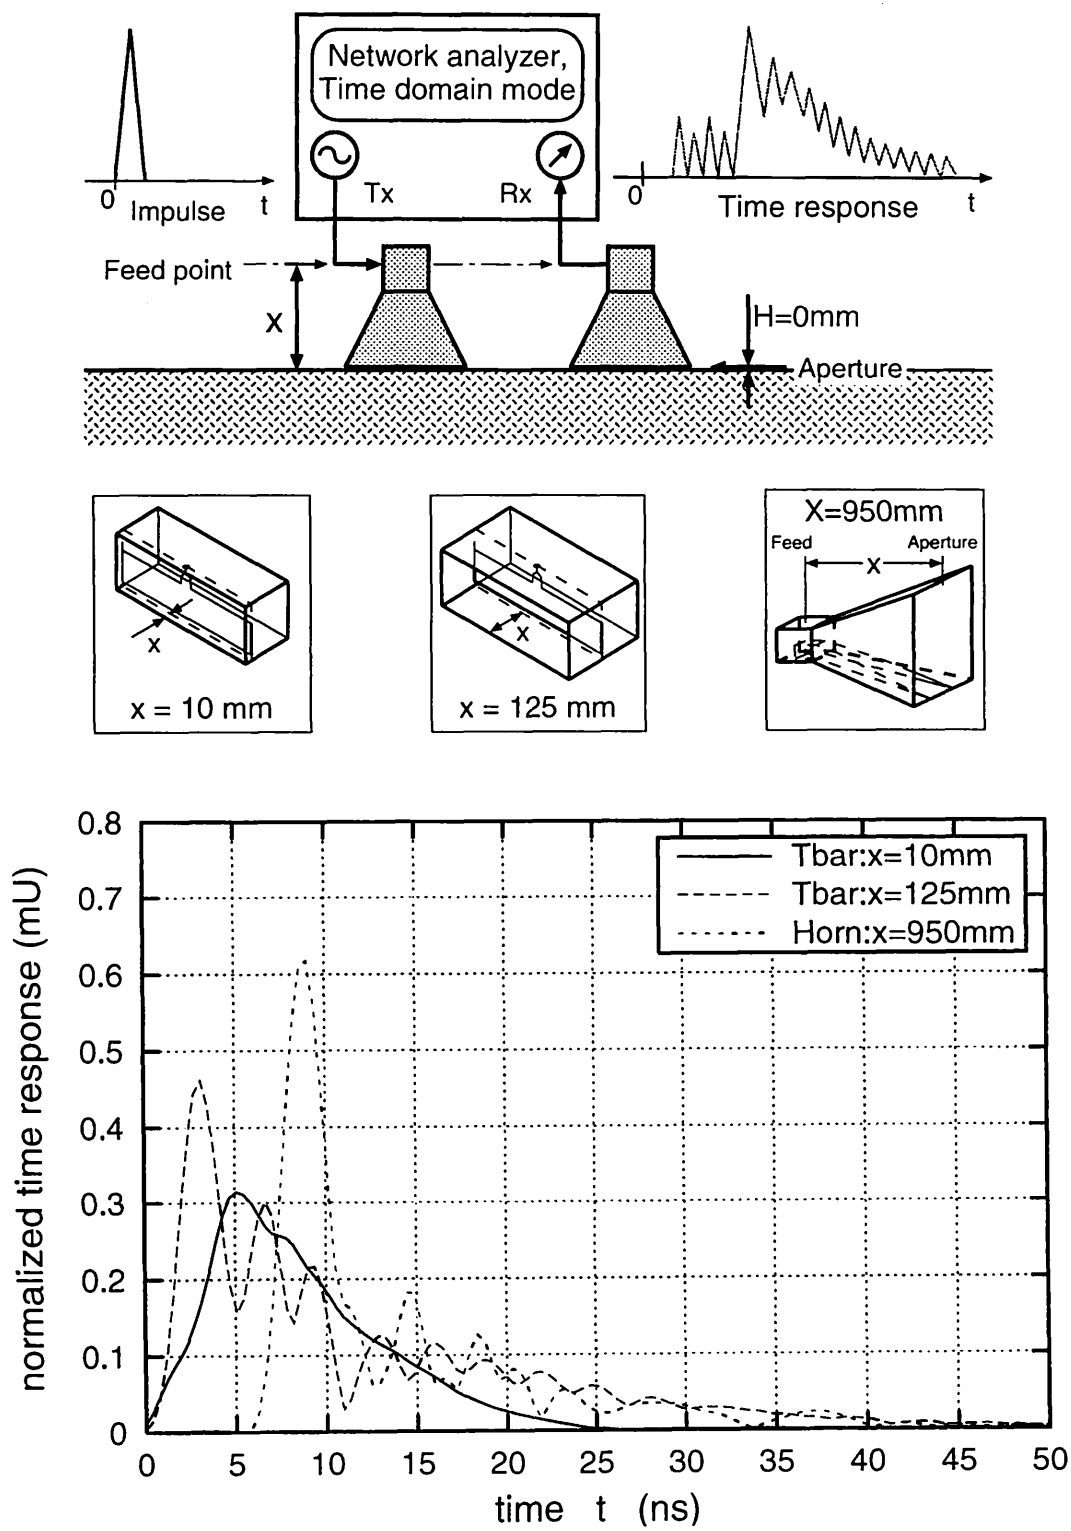 Network analyzer,
Time domain mode
Tx
Rx
0
Impulse
t
0
Time response
t
Feed point
x
H=0mm
Aperture
x
x = 10 mm
x
x = 125 mm
X=950mm
Feed
Aperture
x
normalized time response (mU)
0.8
0.7
0.6
0.5
0.4
0.3
0.2
0.1
0
Tbar:x=10mm
Tbar:x=125mm
Horn:x=950mm
0 5 10 15 20 25 30 35 40 45 50
time t (ns)